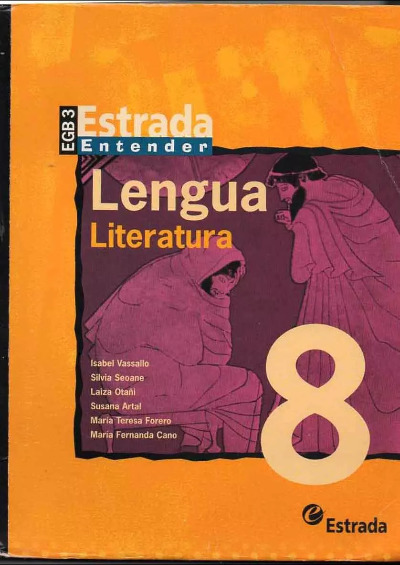 EGB 3
Estrada
Entender
Lengua
Literatura
Isabel Vassallo
Silvia Seoane
Laiza Otañi
Susana Artal
María Teresa Forero
María Fernanda Cano
8
Estrada